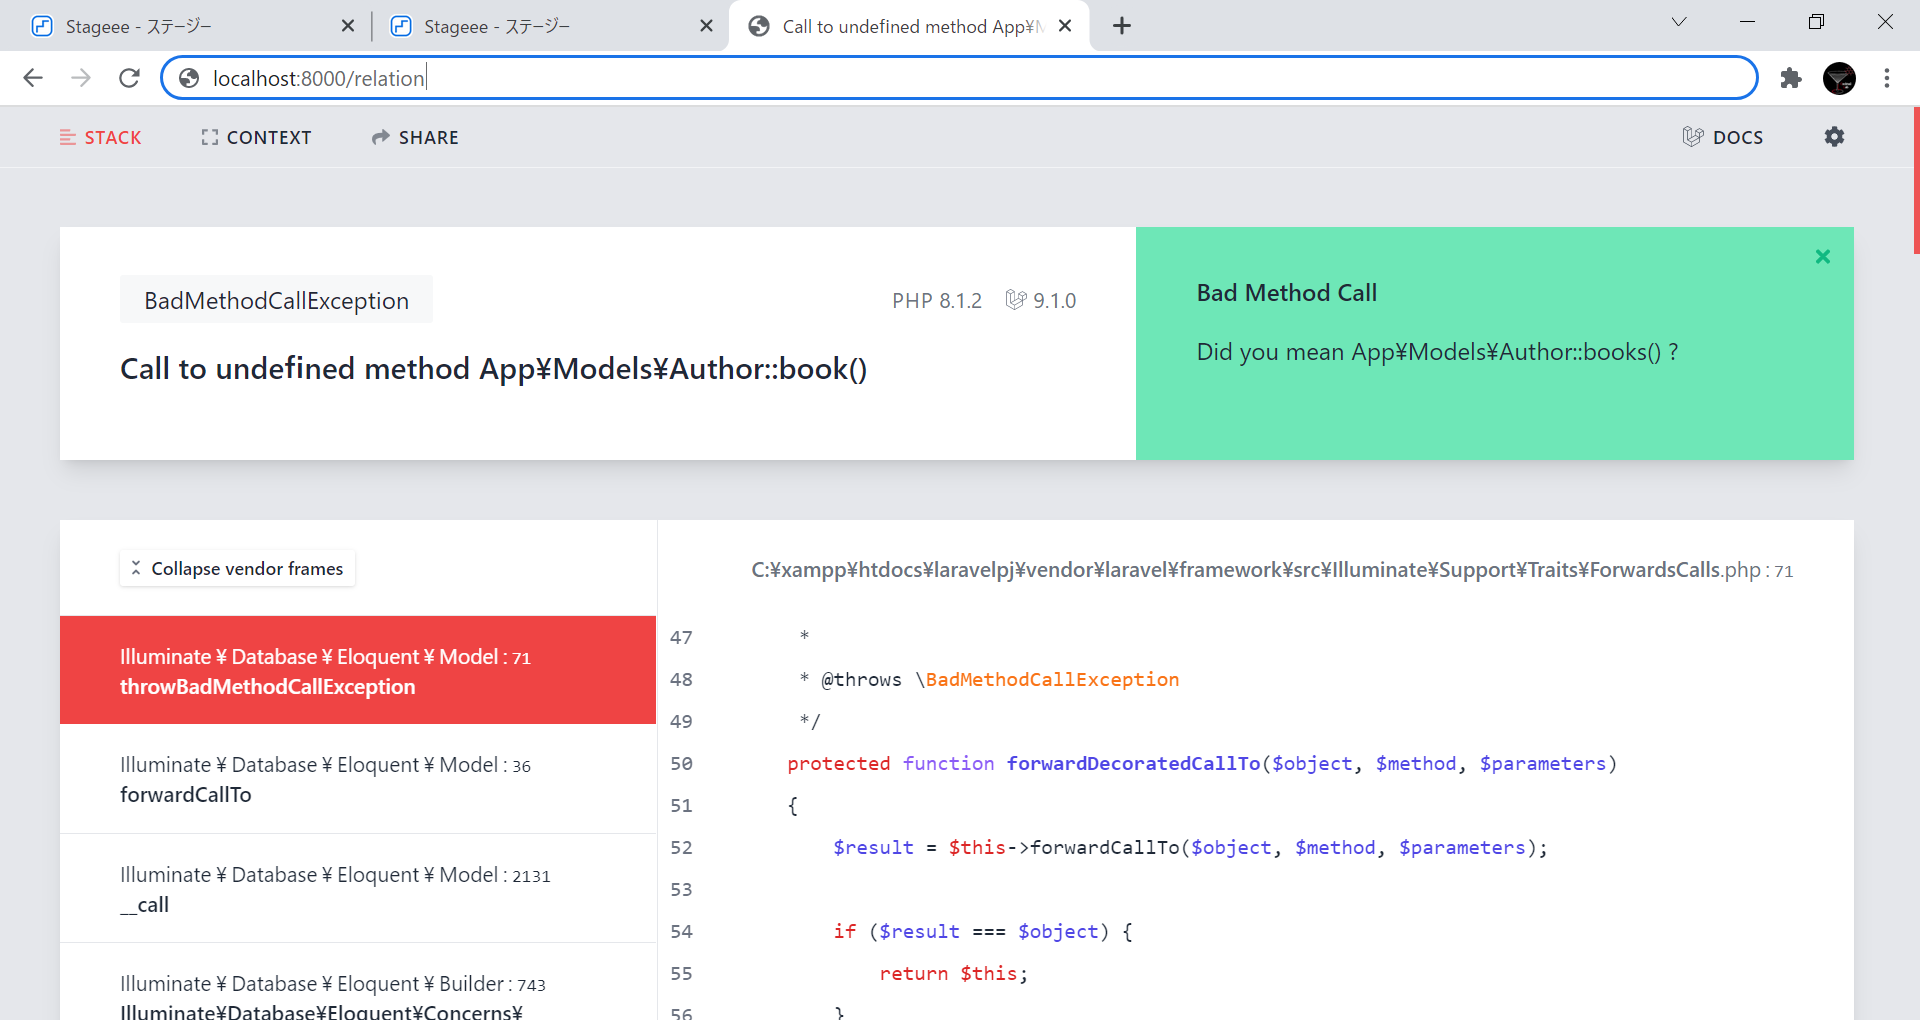 Stageee - ステージー
Stageee - ステージー
Call to undefined method App¥M
localhost:8000/relation
STACK
CONTEXT
SHARE
DOCS
BadMethodCallException
PHP 8.1.2
9.1.0
Call to undefined method App¥Models¥Author::book()
Bad Method Call
Did you mean App¥Models¥Author::books() ?
Collapse vendor frames
Illuminate ¥ Database ¥ Eloquent ¥ Model : 71
throwBadMethodCallException
Illuminate ¥ Database ¥ Eloquent ¥ Model : 36
forwardCallTo
Illuminate ¥ Database ¥ Eloquent ¥ Model : 2131
__call
Illuminate ¥ Database ¥ Eloquent ¥ Builder : 743
Illuminate¥Database¥Eloquent¥Concerns¥
C:¥xampp¥htdocs¥laravelpj¥vendor¥laravel¥framework¥src¥Illuminate¥Support¥Traits¥ForwardsCalls.php : 71
47 *
48 * @throws \BadMethodCallException
49 */
50 protected function forwardDecoratedCallTo($object, $method, $parameters)
51 {
52 $result = $this->forwardCallTo($object, $method, $parameters);
53
54 if ($result === $object) {
55 return $this;
56 }